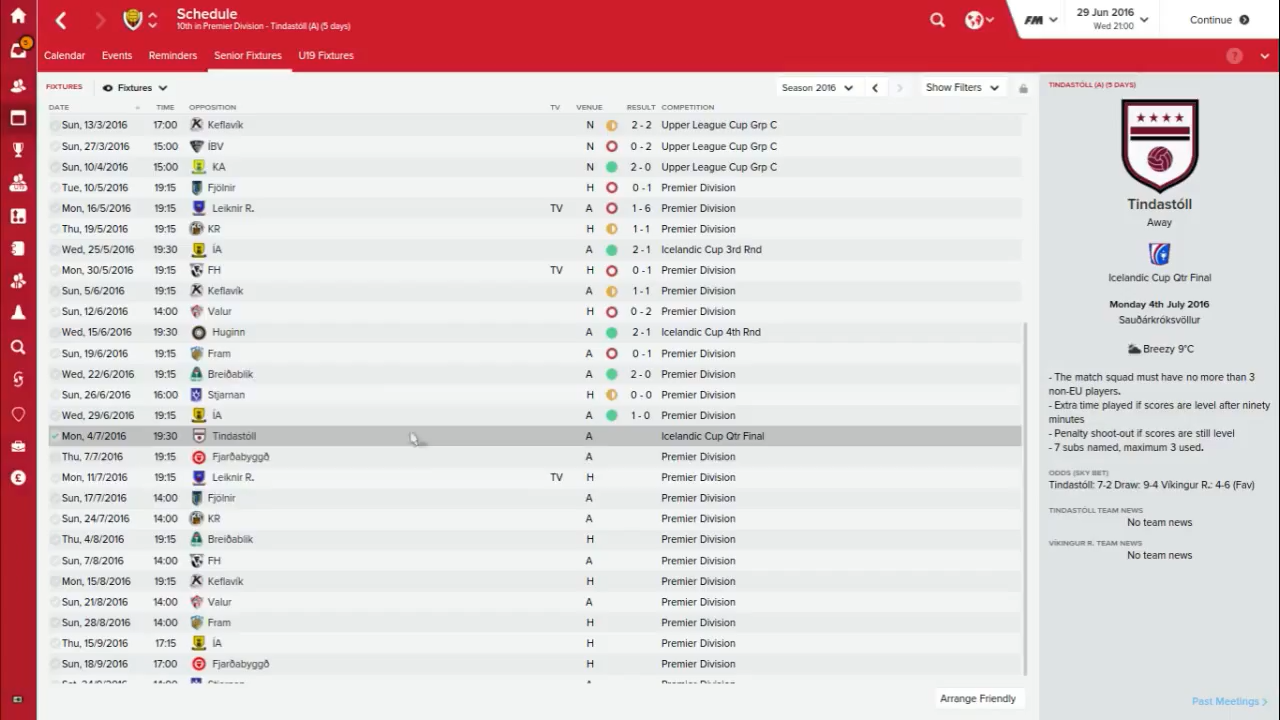 Schedule
10th in Premier Division - Tindastóll (A) (5 days)
FM
29 Jun 2016
Wed 21:00
Continue
5
Calendar Events Reminders Senior Fixtures U19 Fixtures
?
FIXTURES Fixtures Season 2016 Show Filters
DATE TIME OPPOSITION TV VENUE RESULT COMPETITION
Sun, 13/3/2016 17:00 Keflavík N 2 - 2 Upper League Cup Grp C
Sun, 27/3/2016 15:00 ÍBV N 0 - 2 Upper League Cup Grp C
Sun, 10/4/2016 15:00 KA N 2 - 0 Upper League Cup Grp C
Tue, 10/5/2016 19:15 Fjölnir H 0 - 1 Premier Division
Mon, 16/5/2016 19:15 Leiknir R. TV A 1 - 6 Premier Division
Thu, 19/5/2016 19:15 KR H 1 - 1 Premier Division
Wed, 25/5/2016 19:30 ÍA A 2 - 1 Icelandic Cup 3rd Rnd
Mon, 30/5/2016 19:15 FH TV H 0 - 1 Premier Division
Sun, 5/6/2016 19:15 Keflavík A 1 - 1 Premier Division
Sun, 12/6/2016 14:00 Valur H 0 - 2 Premier Division
Wed, 15/6/2016 19:30 Huginn A 2 - 1 Icelandic Cup 4th Rnd
Sun, 19/6/2016 19:15 Fram A 0 - 1 Premier Division
Wed, 22/6/2016 19:15 Breiðablik A 2 - 0 Premier Division
Sun, 26/6/2016 16:00 Stjarnan H 0 - 0 Premier Division
Wed, 29/6/2016 19:15 ÍA A 1 - 0 Premier Division
Mon, 4/7/2016 19:30 Tindastóll A Icelandic Cup Qtr Final
Thu, 7/7/2016 19:15 Fjarðabyggð A Premier Division
Mon, 11/7/2016 19:15 Leiknir R. TV H Premier Division
Sun, 17/7/2016 14:00 Fjölnir A Premier Division
Sun, 24/7/2016 14:00 KR A Premier Division
Thu, 4/8/2016 19:15 Breiðablik H Premier Division
Sun, 7/8/2016 14:00 FH A Premier Division
Mon, 15/8/2016 19:15 Keflavík H Premier Division
Sun, 21/8/2016 14:00 Valur A Premier Division
Sun, 28/8/2016 14:00 Fram H Premier Division
Thu, 15/9/2016 17:15 ÍA H Premier Division
Sun, 18/9/2016 17:00 Fjarðabyggð H Premier Division
Arrange Friendly
TINDASTÓLL (A) (5 DAYS)
Tindastóll
Away
Icelandic Cup Qtr Final
Monday 4th July 2016
Sauðárkróksvöllur
Breezy 9°C
- The match squad must have no more than 3
non-EU players.
- Extra time played if scores are level after ninety
minutes
- Penalty shoot-out if scores are still level
- 7 subs named, maximum 3 used.
ODDS (SKY BET)
Tindastóll: 7-2 Draw: 9-4 Víkingur R.: 4-6 (Fav)
TINDASTÓLL TEAM NEWS
No team news
VÍKINGUR R. TEAM NEWS
No team news
Past Meetings >